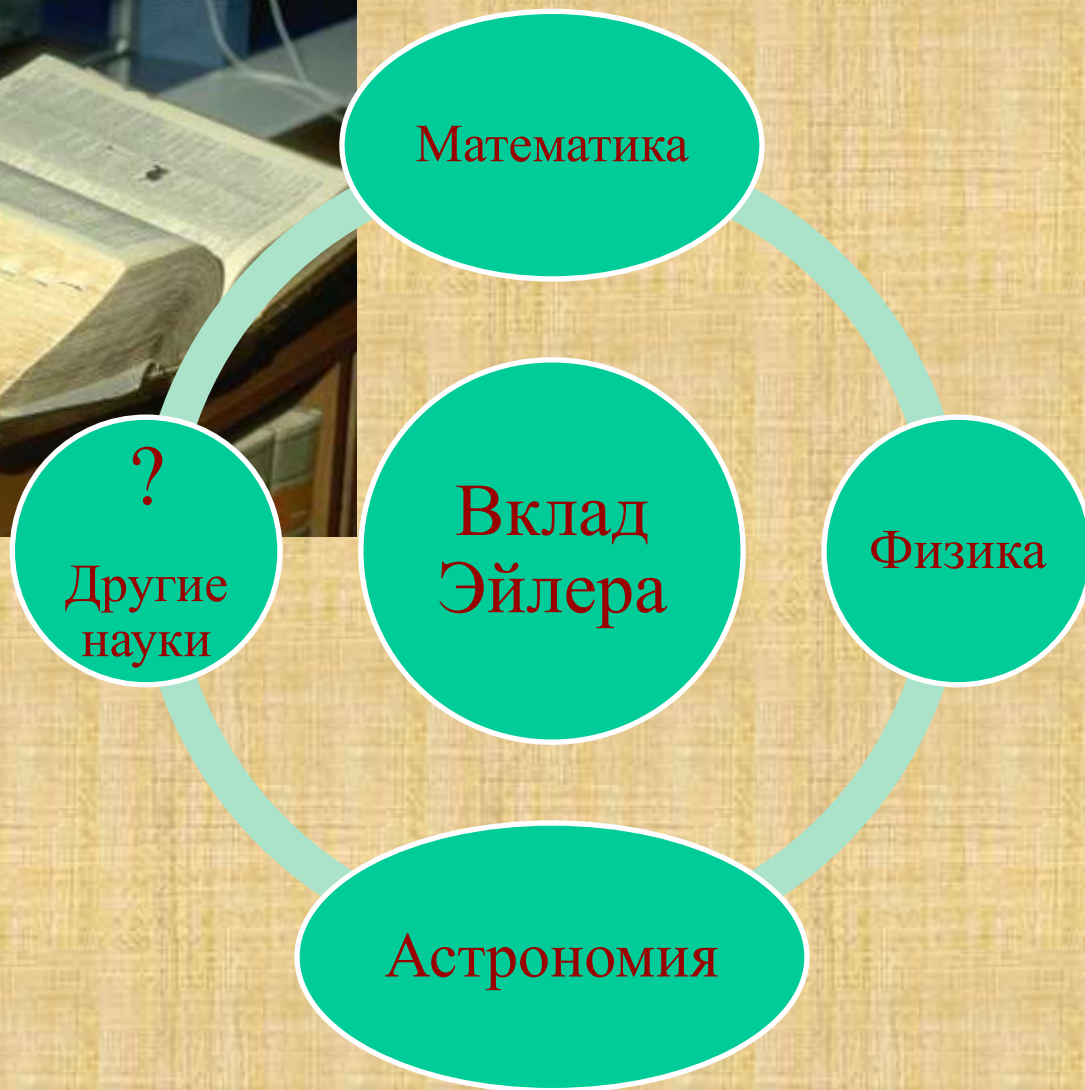 Математика
Вклад
Эйлера
Физика
?
Другие
науки
Астрономия